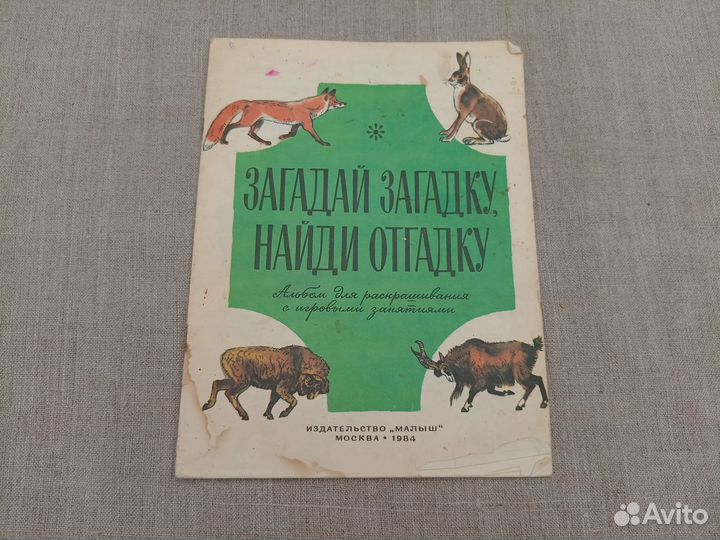 ЗАГАДАЙ ЗАГАДКУ,
НАЙДИ ОТГАДКУ
Альбом для раскрашивания
с игровыми занятиями
ИЗДАТЕЛЬСТВО „МАЛЫШ"
МОСКВА • 1984
Avito